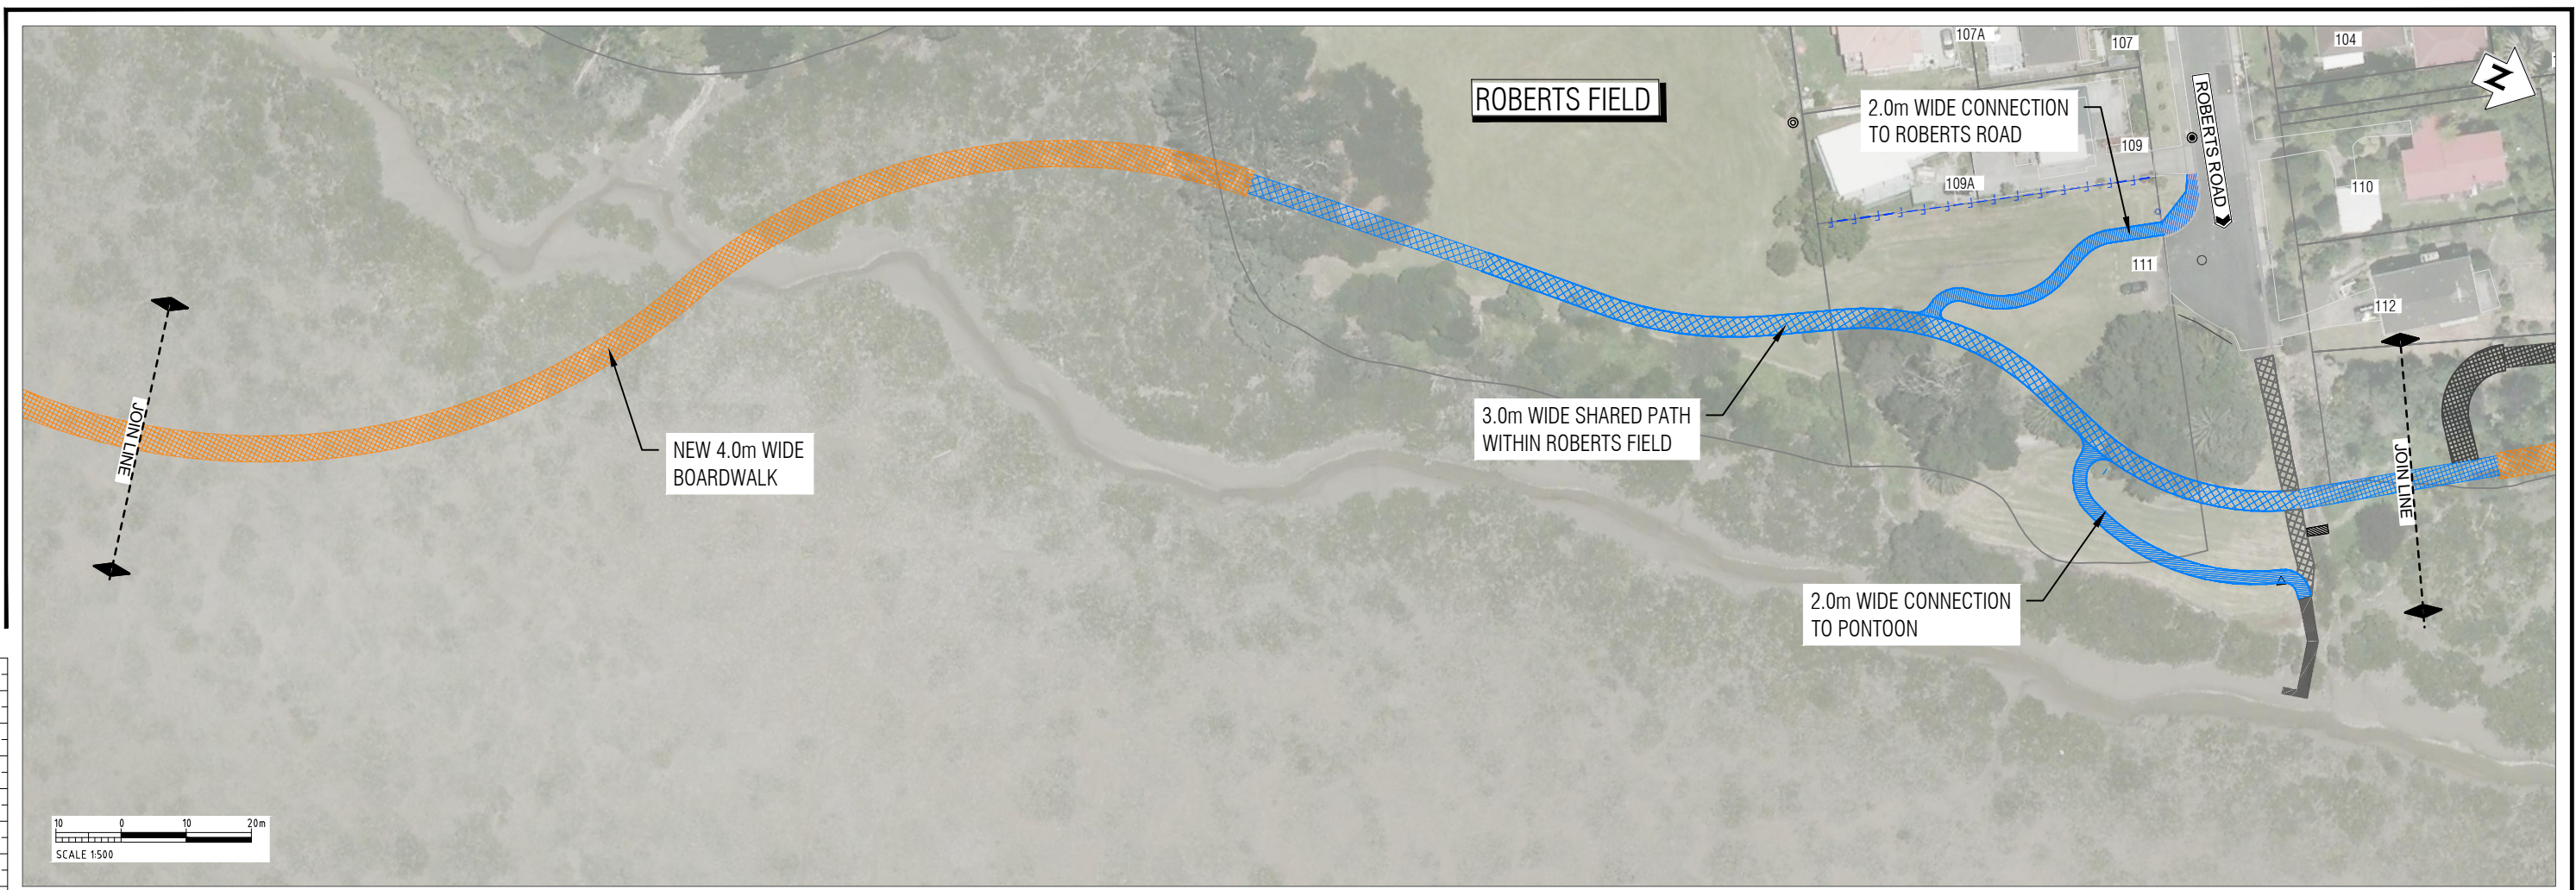 107A
107
104
N
ROBERTS FIELD
2.0m WIDE CONNECTION
TO ROBERTS ROAD
ROBERTS ROAD
109
109A
110
111
112
JOIN LINE
NEW 4.0m WIDE
BOARDWALK
3.0m WIDE SHARED PATH
WITHIN ROBERTS FIELD
JOIN LINE
2.0m WIDE CONNECTION
TO PONTOON
10 0 10 20m
SCALE 1:500